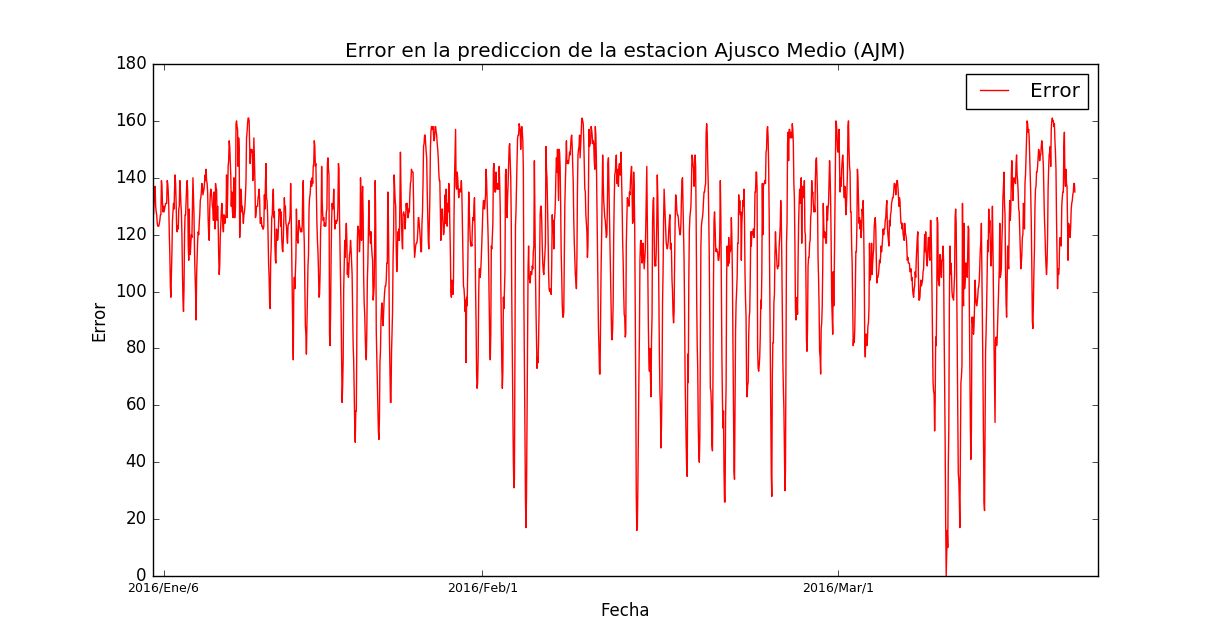 Error en la prediccion de la estacion Ajusco Medio (AJM)
180
160
140
120
100
80
60
40
20
0
Error
Error
2016/Ene/6
2016/Feb/1
2016/Mar/1
Fecha